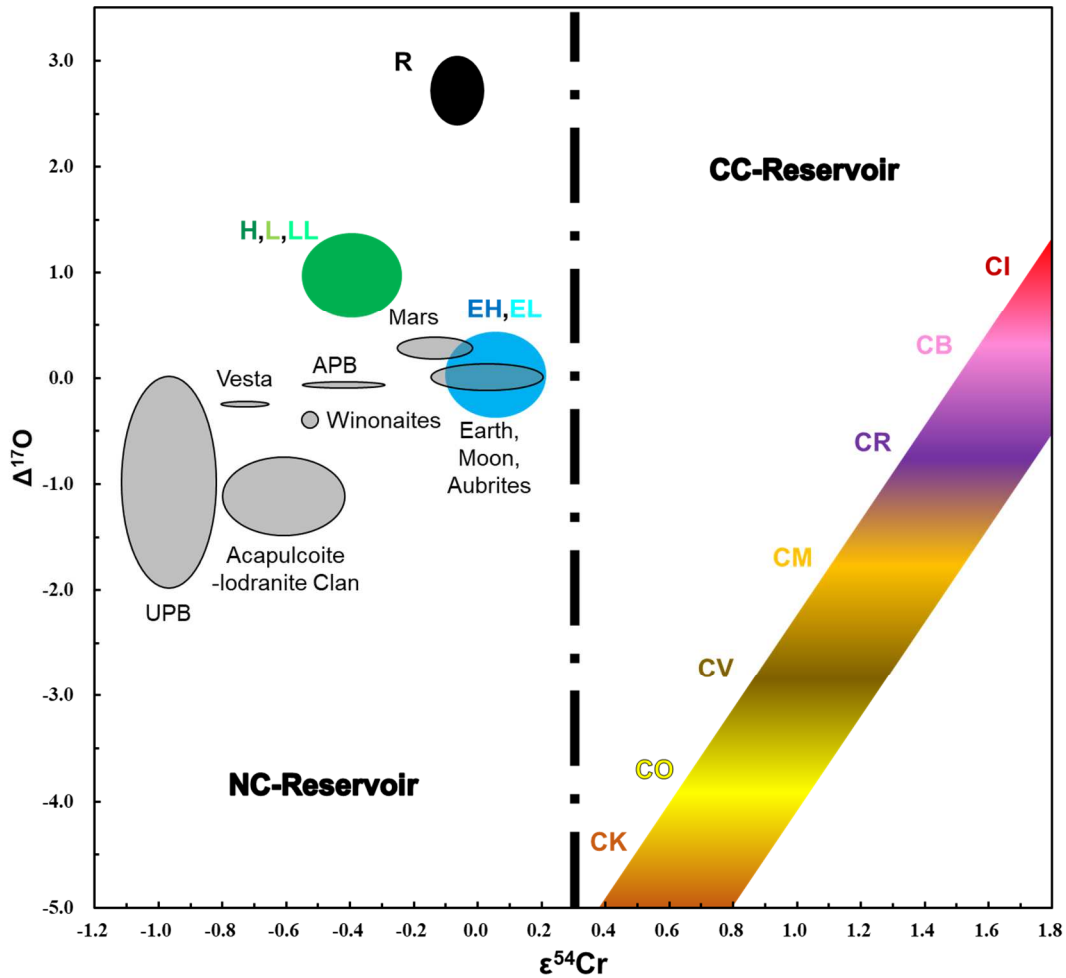 3.0
2.0
1.0
0.0
-1.0
-2.0
-3.0
-4.0
-5.0
Δ¹⁷O
R
CC-Reservoir
H,L,LL
CI
EH,EL
Mars
CB
APB
Vesta
Winonaites
Earth,
Moon,
Aubrites
CR
Acapulcoite
-lodranite Clan
UPB
CM
CV
NC-Reservoir
CO
CK
-1.2 -1.0 -0.8 -0.6 -0.4 -0.2 0.0 0.2 0.4 0.6 0.8 1.0 1.2 1.4 1.6 1.8
ε⁵⁴Cr